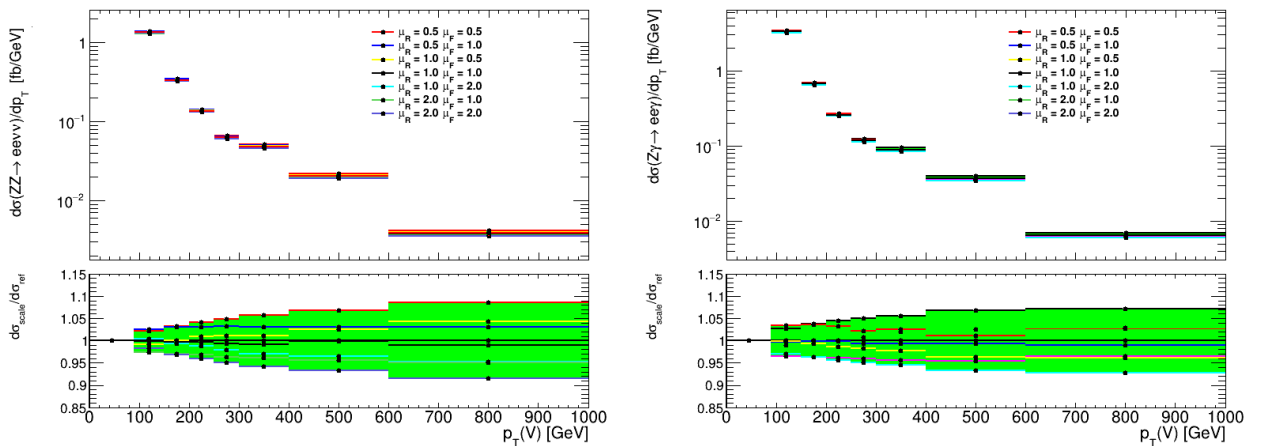 dσ(ZZ→ eeνν)/dp_T [fb/GeV]
1
10⁻¹
10⁻²
μ_R = 0.5 μ_F = 0.5
μ_R = 0.5 μ_F = 1.0
μ_R = 1.0 μ_F = 0.5
μ_R = 1.0 μ_F = 1.0
μ_R = 1.0 μ_F = 2.0
μ_R = 2.0 μ_F = 1.0
μ_R = 2.0 μ_F = 2.0
dσ_scale/dσ_ref
1.15
1.1
1.05
1
0.95
0.9
0.85
0 100 200 300 400 500 600 700 800 900 1000
p_T(V) [GeV]
dσ(Zγ→ eeγ)/dp_T [fb/GeV]
1
10⁻¹
10⁻²
μ_R = 0.5 μ_F = 0.5
μ_R = 0.5 μ_F = 1.0
μ_R = 1.0 μ_F = 0.5
μ_R = 1.0 μ_F = 1.0
μ_R = 1.0 μ_F = 2.0
μ_R = 2.0 μ_F = 1.0
μ_R = 2.0 μ_F = 2.0
dσ_scale/dσ_ref
1.15
1.1
1.05
1
0.95
0.9
0.85
0 100 200 300 400 500 600 700 800 900 1000
p_T(V) [GeV]